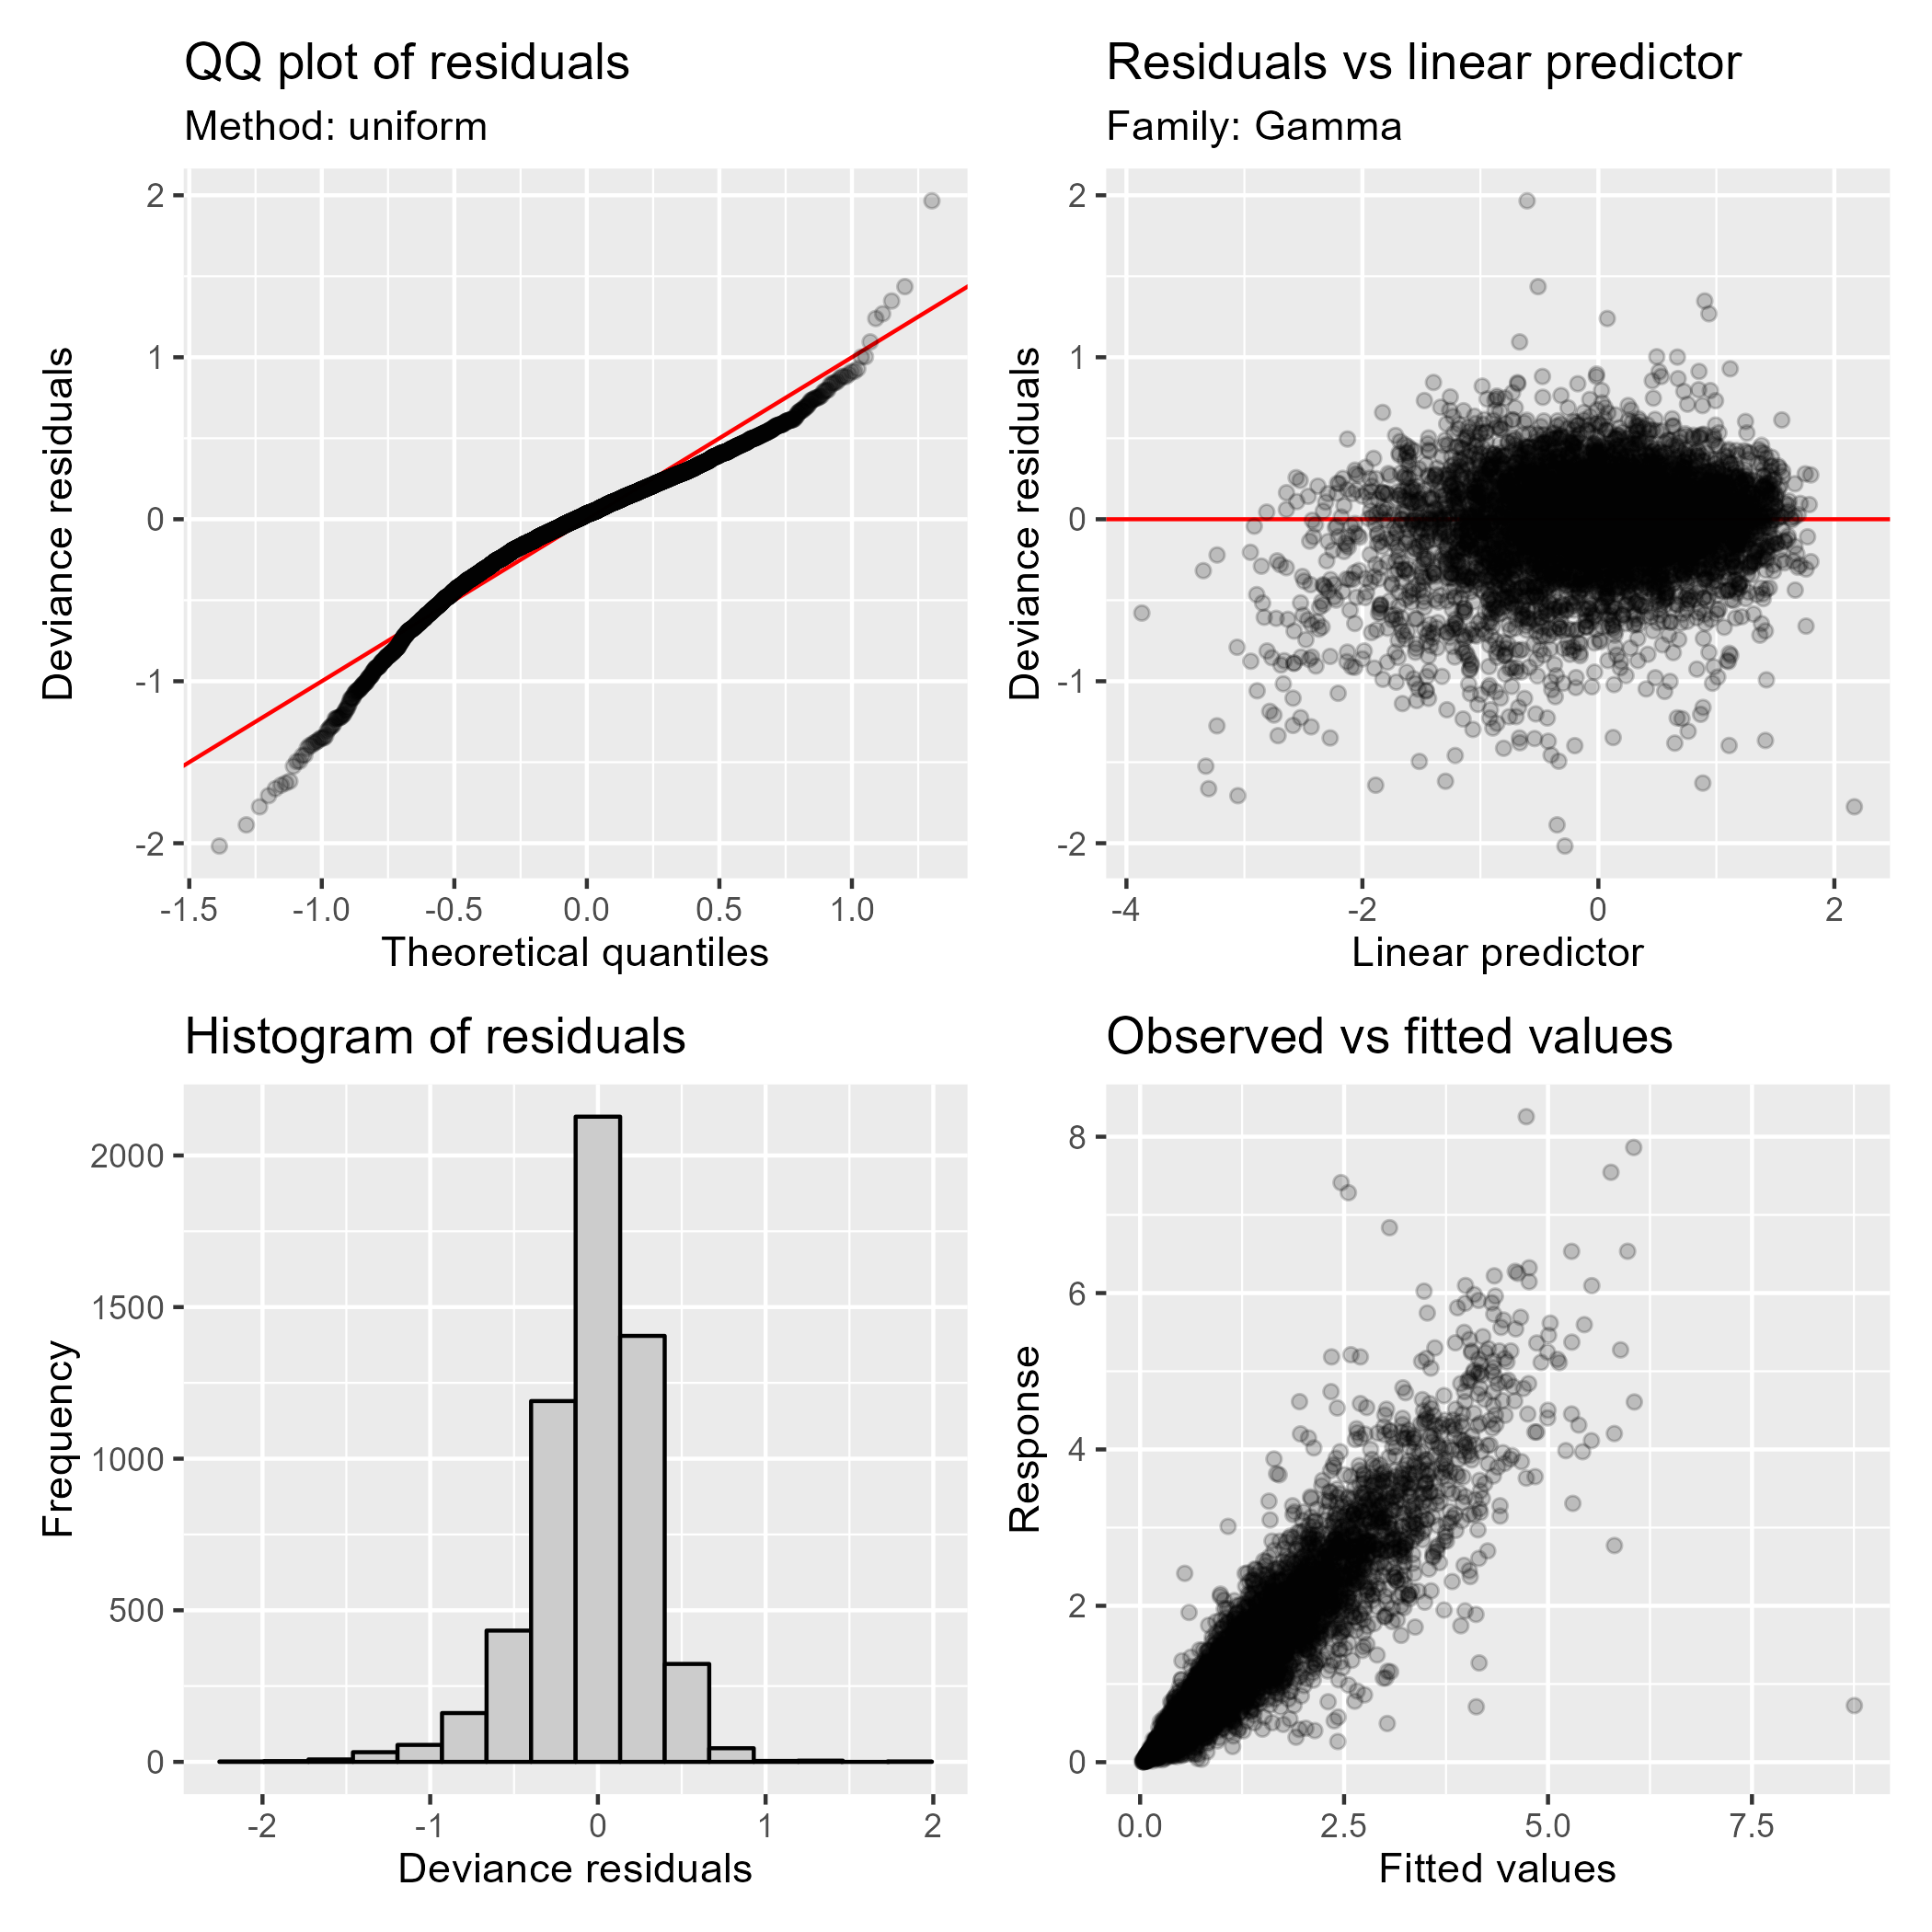 QQ plot of residuals
Method: uniform
2
1
0
-1
-2
Deviance residuals
-1.5 -1.0 -0.5 0.0 0.5 1.0
Theoretical quantiles
Residuals vs linear predictor
Family: Gamma
2
1
0
-1
-2
Deviance residuals
-4 -2 0 2
Linear predictor
Histogram of residuals
2000
1500
1000
500
0
Frequency
-2 -1 0 1 2
Deviance residuals
Observed vs fitted values
8
6
4
2
0
Response
0.0 2.5 5.0 7.5
Fitted values